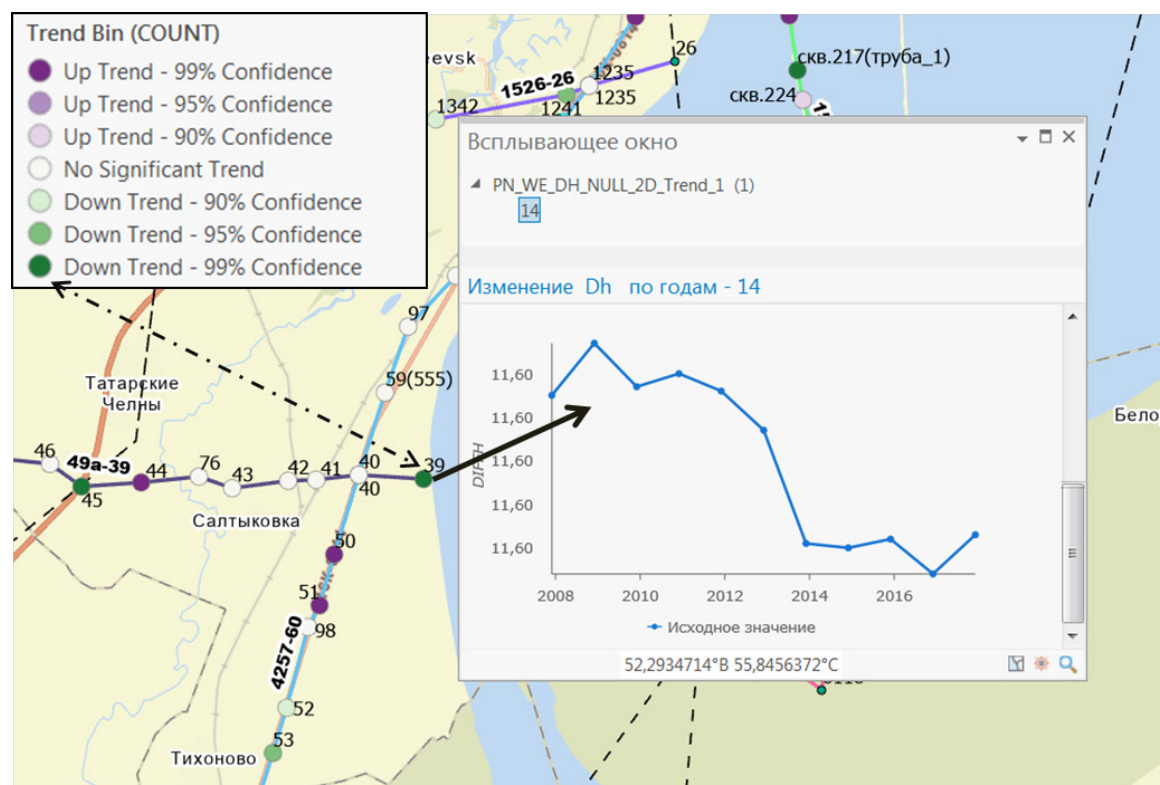 Trend Bin (COUNT)
Up Trend - 99% Confidence
Up Trend - 95% Confidence
Up Trend - 90% Confidence
No Significant Trend
Down Trend - 90% Confidence
Down Trend - 95% Confidence
Down Trend - 99% Confidence
eevsk
26
1526-26
1235
1235
1342
1241
скв.217(труба_1)
скв.224
Всплывающее окно
PN_WE_DH_NULL_2D_Trend_1 (1)
14
Изменение Dh по годам - 14
11,60
11,60
11,60
11,60
11,60
2008
2010
2012
2014
2016
Исходное значение
52,2934714°В 55,8456372°С
97
59(555)
Татарские
Челны
Бело
46
49а-39
44
76
43
42
41
40
40
39
45
Салтыковка
50
51
98
4257-60
52
53
Тихоново